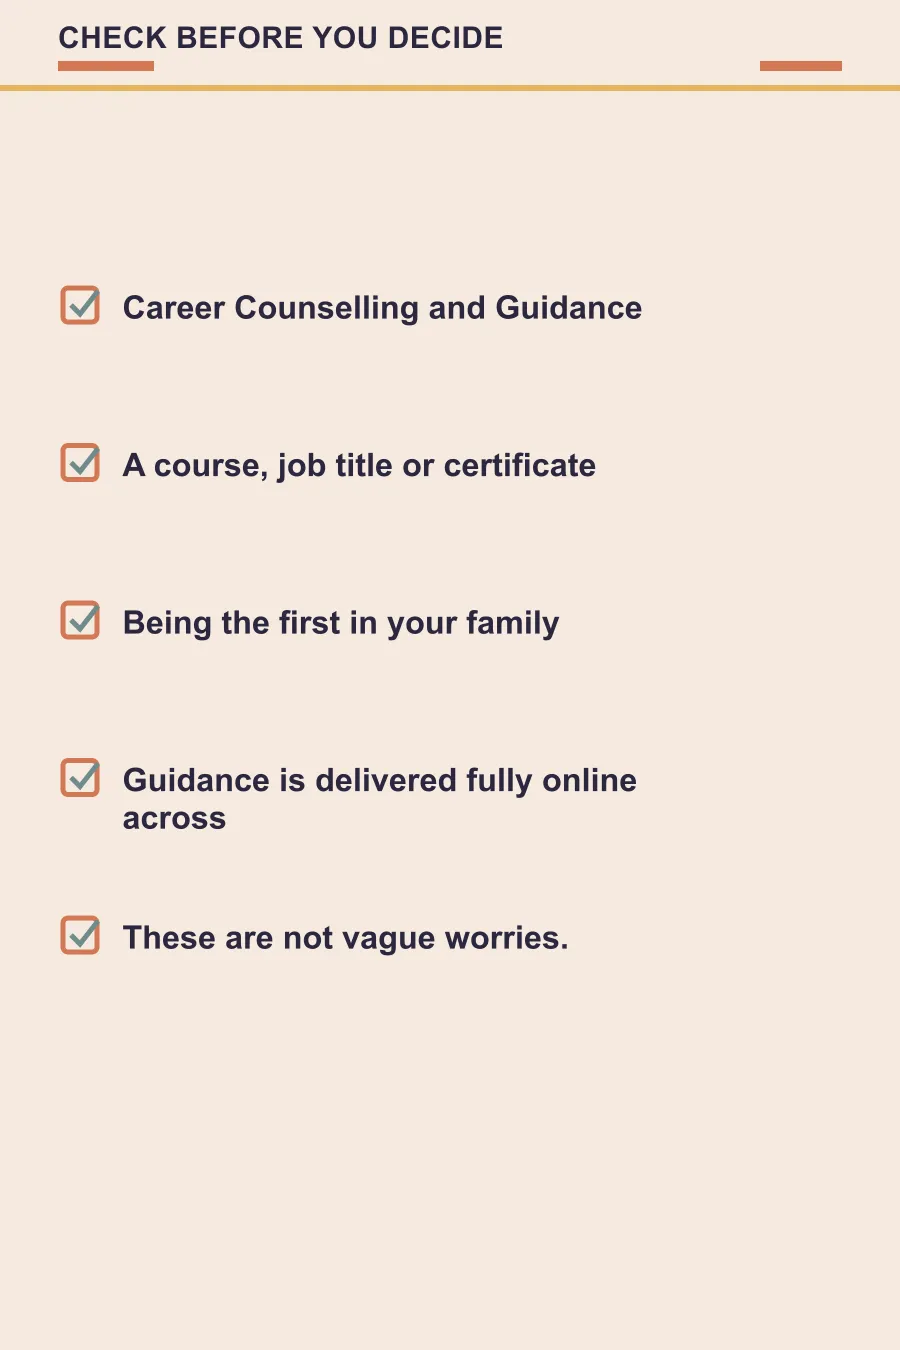 CHECK BEFORE YOU DECIDE
Career Counselling and Guidance
A course, job title or certificate
Being the first in your family
Guidance is delivered fully online
across
These are not vague worries.